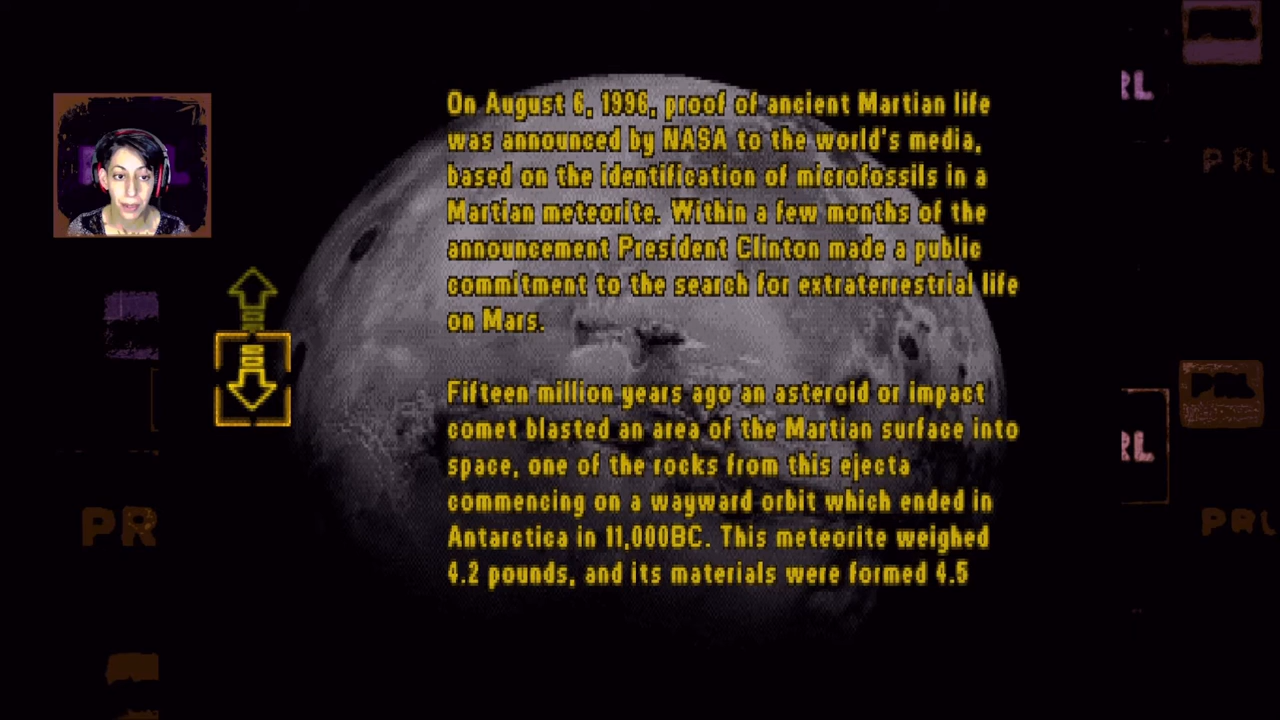 On August 6, 1996, proof of ancient Martian life
was announced by NASA to the world's media,
based on the identification of microfossils in a
Martian meteorite. Within a few months of the
announcement President Clinton made a public
commitment to the search for extraterrestrial life
on Mars.
Fifteen million years ago an asteroid or impact
comet blasted an area of the Martian surface into
space, one of the rocks from this ejecta
commencing on a wayward orbit which ended in
Antarctica in 11,000BC. This meteorite weighed
4.2 pounds, and its materials were formed 4.5
RL
PRL
RL
PR